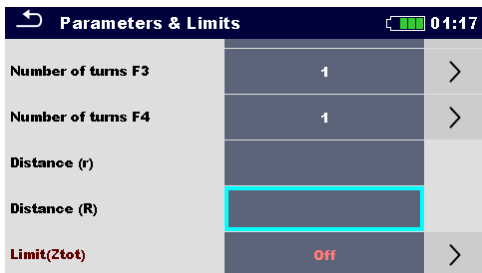 Parameters & Limits 01:17
Number of turns F3 1
Number of turns F4 1
Distance (r)
Distance (R)
Limit(Ztot) Off